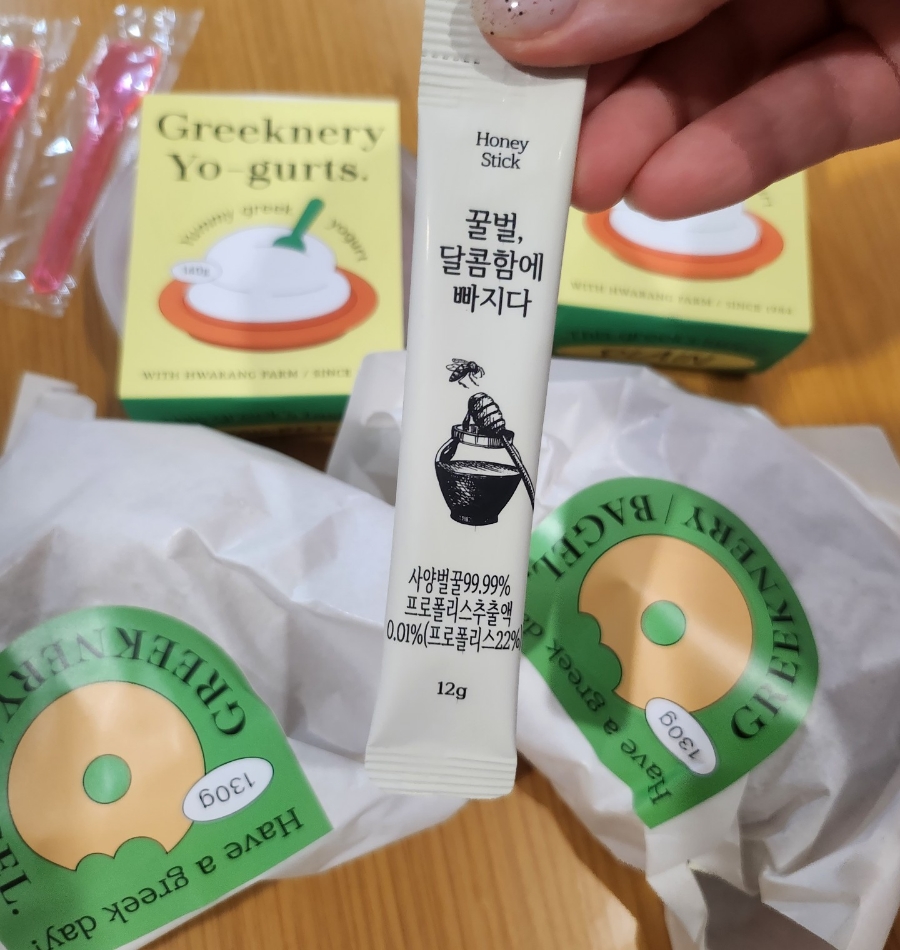 Greeknery
Yo-gurts.
Yummy greek yogurt
WITH HWARANG FARM / SINCE
Honey
Stick
꿀벌,
달콤함에
빠지다
사양벌꿀99.99%
프로폴리스추출액
0.01%(프로폴리스22%)
12g
WITH HWARANG FARM / SINCE 1984
GREEKNERY
130g
Have a greek day!
GREEKNERY | BAGEL
130g
Have a greek